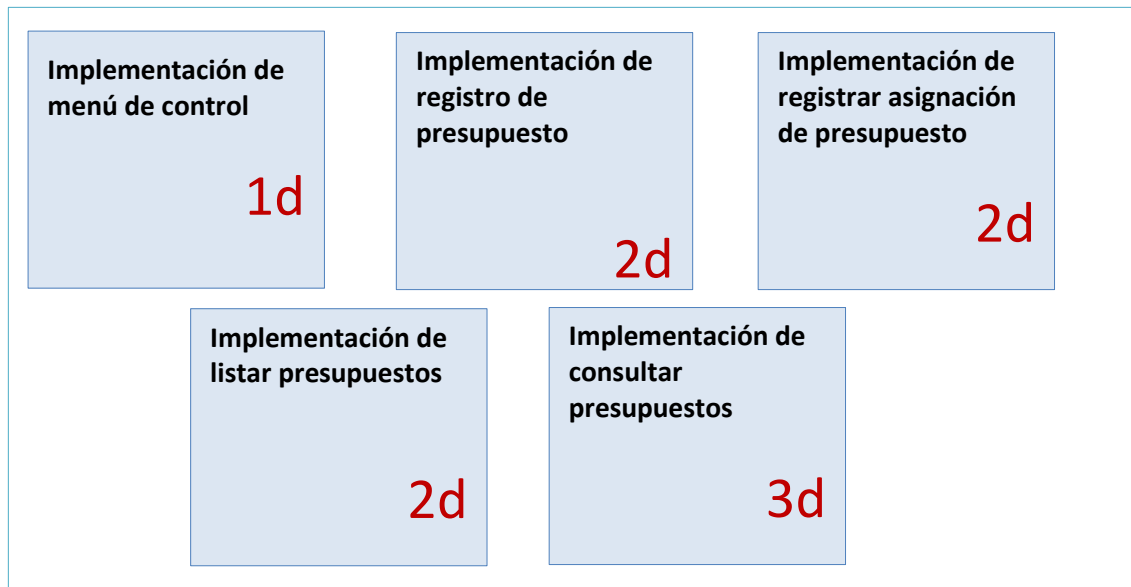 Implementación de
menú de control
1d
Implementación de
registro de
presupuesto
2d
Implementación de
registrar asignación
de presupuesto
2d
Implementación de
listar presupuestos
2d
Implementación de
consultar
presupuestos
3d